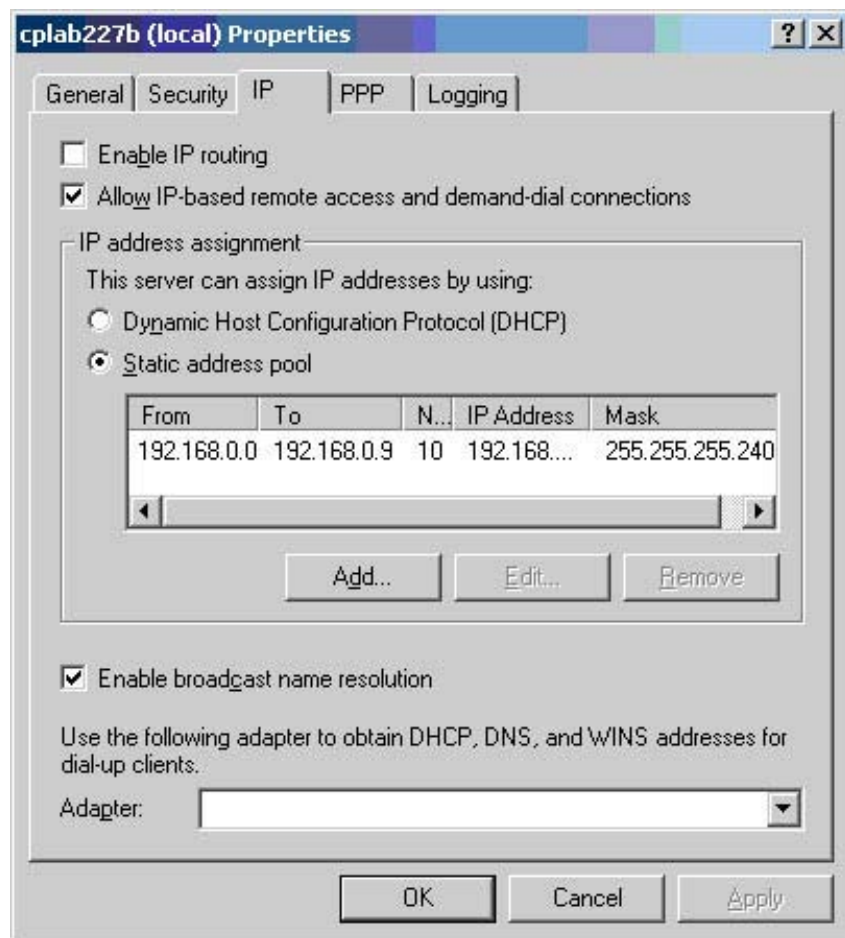 cplab227b (local) Properties
General Security IP PPP Logging
Enable IP routing
Allow IP-based remote access and demand-dial connections
IP address assignment
This server can assign IP addresses by using:
Dynamic Host Configuration Protocol (DHCP)
Static address pool
From To N... IP Address Mask
192.168.0.0 192.168.0.9 10 192.168.... 255.255.255.240
Add... Edit... Remove
Enable broadcast name resolution
Use the following adapter to obtain DHCP, DNS, and WINS addresses for
dial-up clients.
Adapter:
OK Cancel Apply